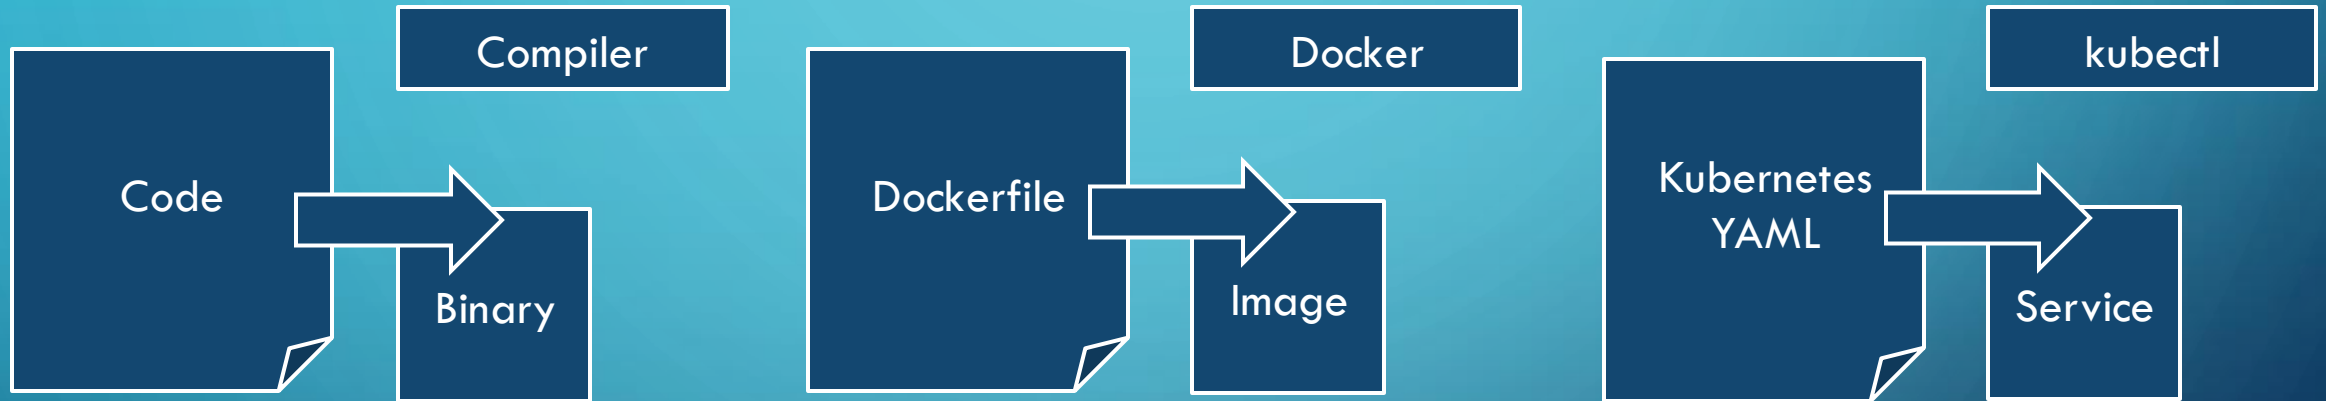 Compiler
Code
Binary
Docker
Dockerfile
Image
kubectl
Kubernetes
YAML
Service